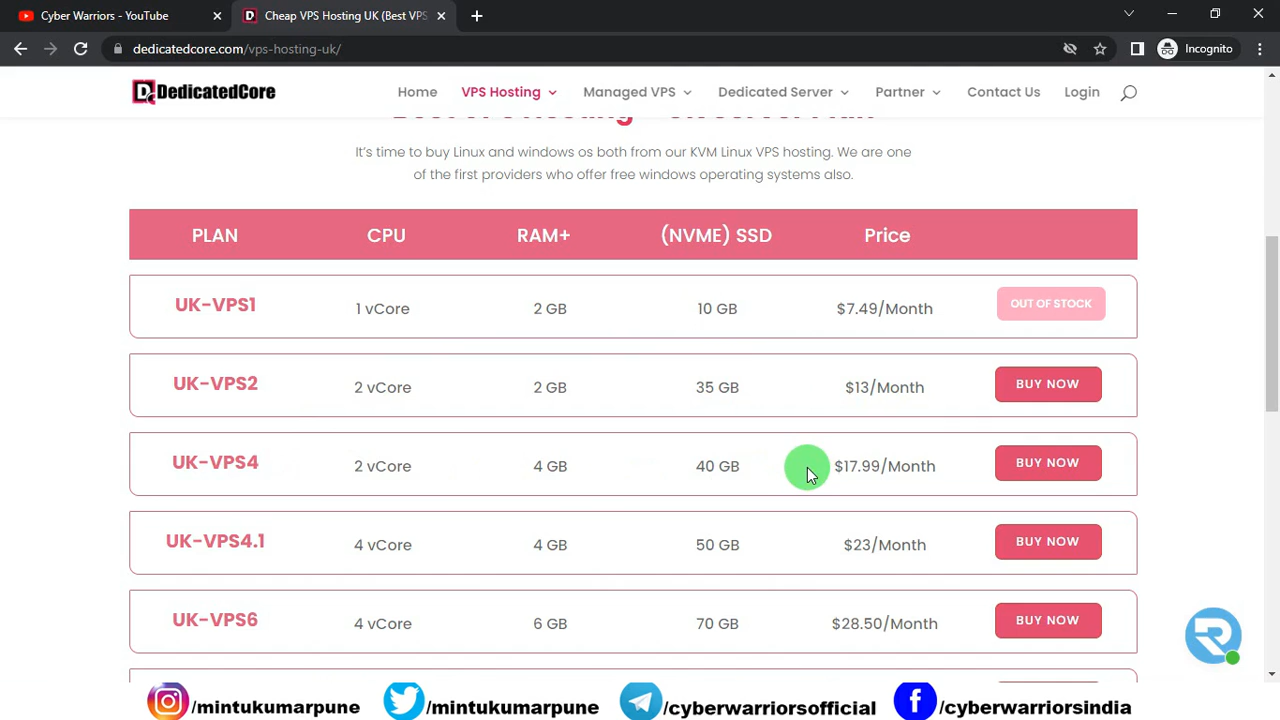 Cyber Warriors - YouTube
Cheap VPS Hosting UK (Best VPS
dedicatedcore.com/vps-hosting-uk/
Incognito
DedicatedCore
Home
VPS Hosting
Managed VPS
Dedicated Server
Partner
Contact Us
Login
It's time to buy Linux and windows os both from our KVM Linux VPS hosting. We are one
of the first providers who offer free windows operating systems also.
PLAN CPU RAM+ (NVME) SSD Price
UK-VPS1 1 vCore 2 GB 10 GB $7.49/Month OUT OF STOCK
UK-VPS2 2 vCore 2 GB 35 GB $13/Month BUY NOW
UK-VPS4 2 vCore 4 GB 40 GB $17.99/Month BUY NOW
UK-VPS4.1 4 vCore 4 GB 50 GB $23/Month BUY NOW
UK-VPS6 4 vCore 6 GB 70 GB $28.50/Month BUY NOW
/mintukumarpune /mintukumarpune /cyberwarriorsofficial /cyberwarriorsindia